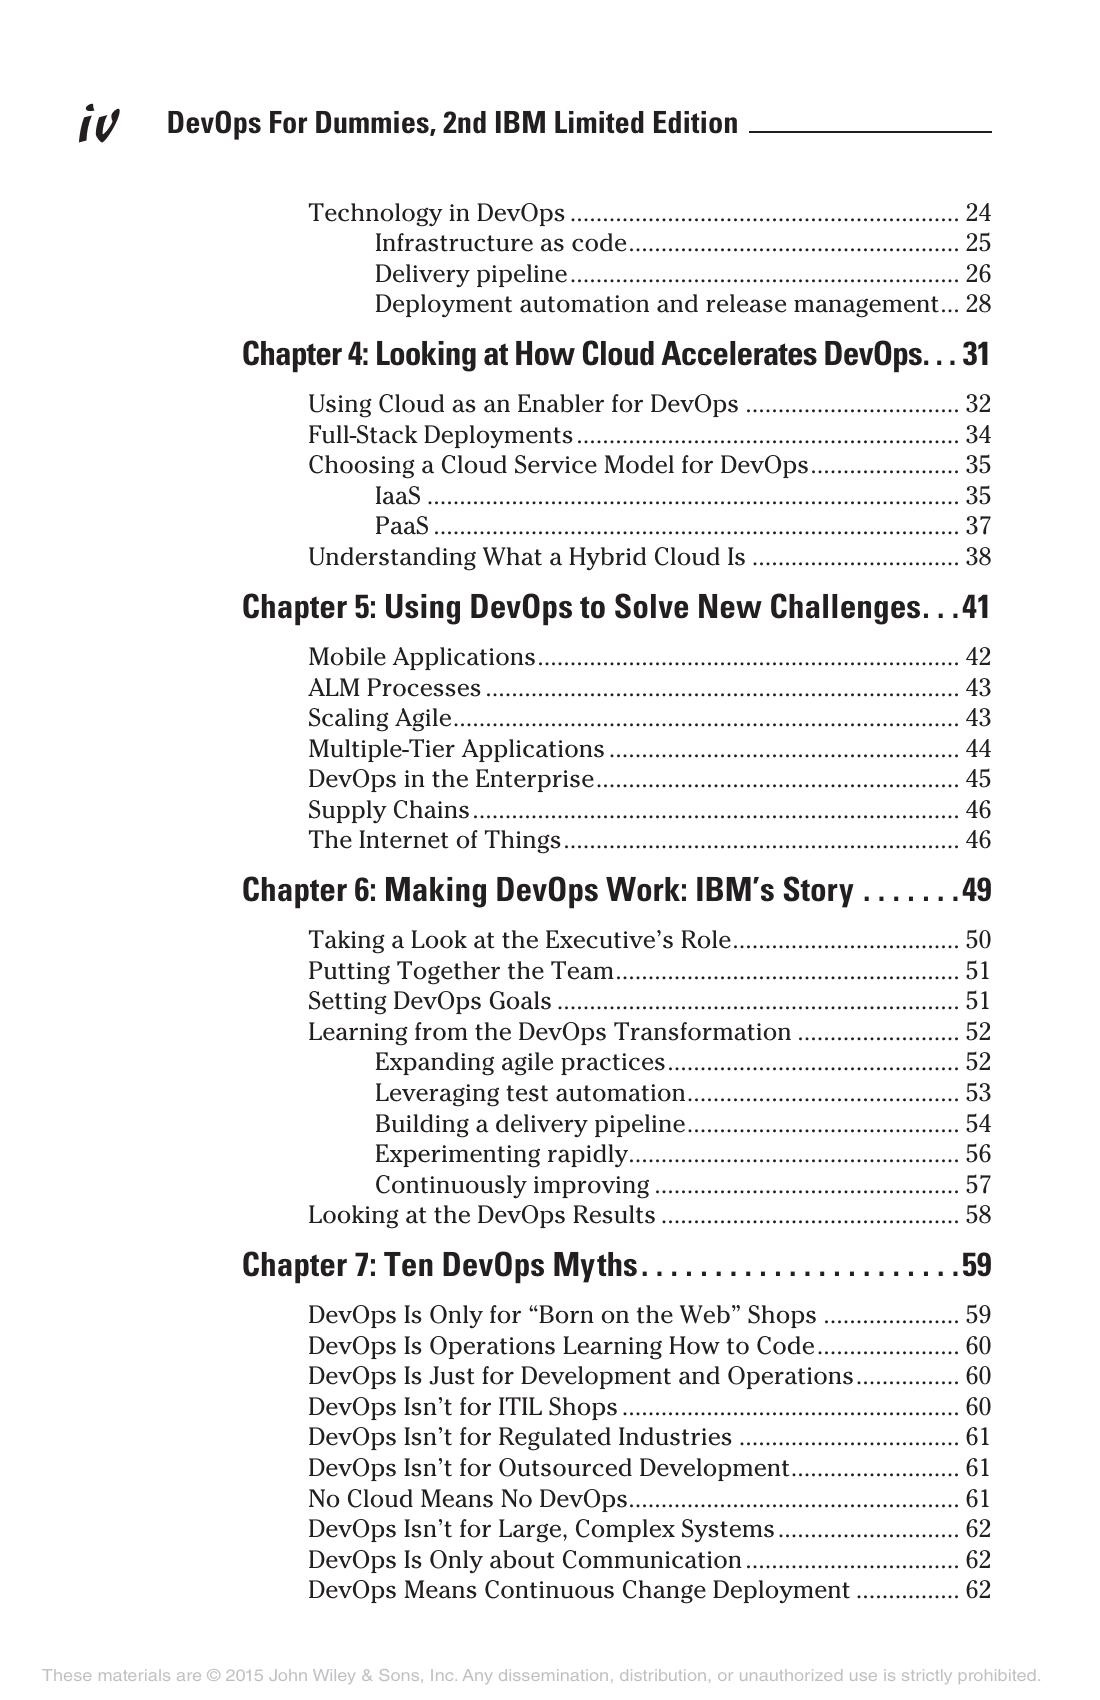 iv DevOps For Dummies, 2nd IBM Limited Edition
Technology in DevOps ............................................................ 24
Infrastructure as code................................................... 25
Delivery pipeline............................................................ 26
Deployment automation and release management... 28
Chapter 4: Looking at How Cloud Accelerates DevOps. . . 31
Using Cloud as an Enabler for DevOps ................................. 32
Full-Stack Deployments ........................................................... 34
Choosing a Cloud Service Model for DevOps....................... 35
IaaS .................................................................................. 35
PaaS ................................................................................. 37
Understanding What a Hybrid Cloud Is ................................ 38
Chapter 5: Using DevOps to Solve New Challenges. . .41
Mobile Applications................................................................. 42
ALM Processes ......................................................................... 43
Scaling Agile.............................................................................. 43
Multiple-Tier Applications ...................................................... 44
DevOps in the Enterprise........................................................ 45
Supply Chains ........................................................................... 46
The Internet of Things............................................................. 46
Chapter 6: Making DevOps Work: IBM’s Story . . . . . . .49
Taking a Look at the Executive’s Role................................... 50
Putting Together the Team..................................................... 51
Setting DevOps Goals .............................................................. 51
Learning from the DevOps Transformation ......................... 52
Expanding agile practices............................................. 52
Leveraging test automation.......................................... 53
Building a delivery pipeline.......................................... 54
Experimenting rapidly................................................... 56
Continuously improving ............................................... 57
Looking at the DevOps Results .............................................. 58
Chapter 7: Ten DevOps Myths. . . . . . . . . . . . . . . . . . . . . .59
DevOps Is Only for “Born on the Web” Shops ..................... 59
DevOps Is Operations Learning How to Code...................... 60
DevOps Is Just for Development and Operations................ 60
DevOps Isn’t for ITIL Shops .................................................... 60
DevOps Isn’t for Regulated Industries .................................. 61
DevOps Isn’t for Outsourced Development.......................... 61
No Cloud Means No DevOps................................................... 61
DevOps Isn’t for Large, Complex Systems ............................ 62
DevOps Is Only about Communication ................................. 62
DevOps Means Continuous Change Deployment ................ 62
These materials are © 2015 John Wiley & Sons, Inc. Any dissemination, distribution, or unauthorized use is strictly prohibited.